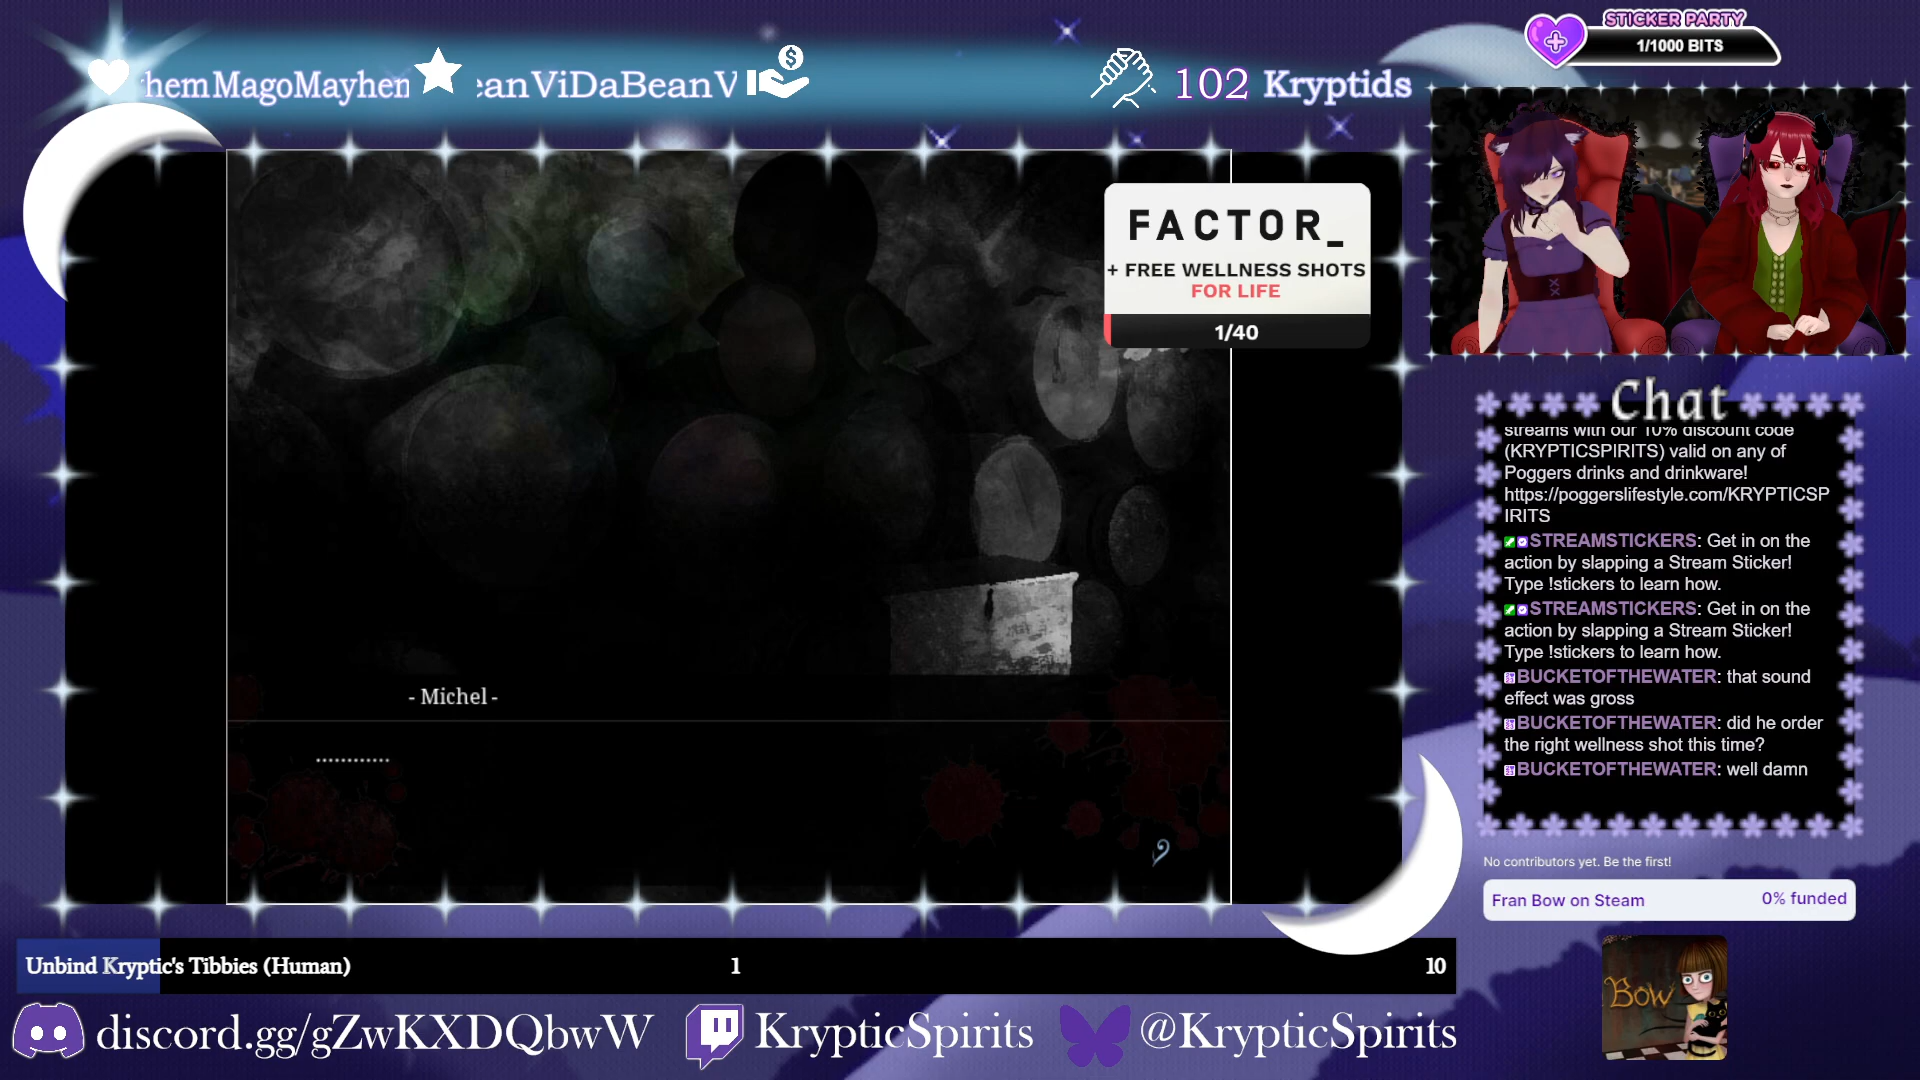 STICKER PARTY
1/1000 BITS
hemMagoMayhem
eanViDaBeanV
102 Kryptids
FACTOR_
+ FREE WELLNESS SHOTS
FOR LIFE
1/40
Chat
streams with our 10% discount code
(KRYPTICSPIRITS) valid on any of
Poggers drinks and drinkware!
https://poggerslifestyle.com/KRYPTICSP
IRITS
STREAMSTICKERS: Get in on the
action by slapping a Stream Sticker!
Type !stickers to learn how.
STREAMSTICKERS: Get in on the
action by slapping a Stream Sticker!
Type !stickers to learn how.
BUCKETOFTHEWATER: that sound
effect was gross
BUCKETOFTHEWATER: did he order
the right wellness shot this time?
BUCKETOFTHEWATER: well damn
- Michel -
............
No contributors yet. Be the first!
Fran Bow on Steam 0% funded
Bow
Unbind Kryptic's Tibbies (Human) 1 10
discord.gg/gZwKXDQbwW KrypticSpirits @KrypticSpirits